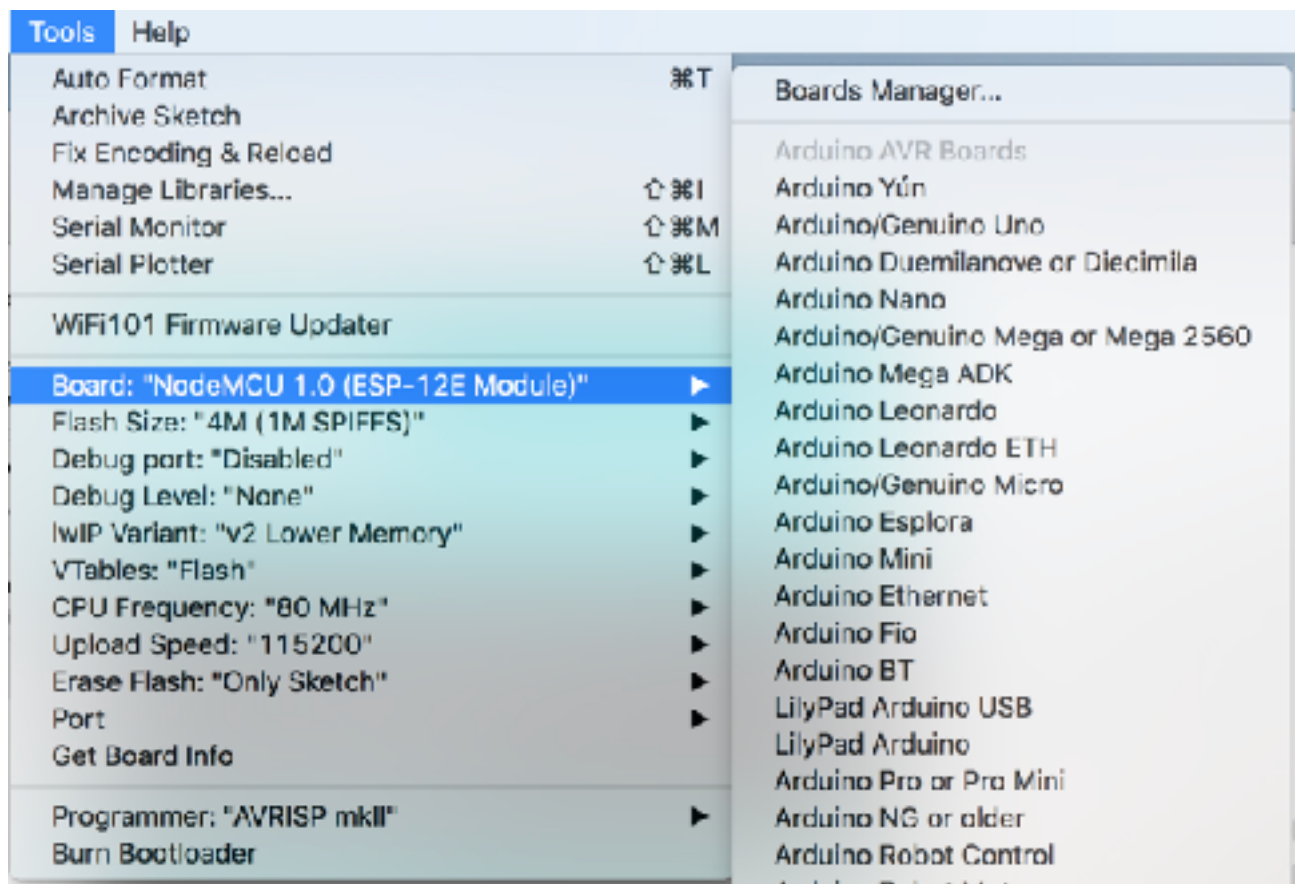 Tools Help
Auto Format ⌘T
Archive Sketch
Fix Encoding & Reload
Manage Libraries... ⇧⌘I
Serial Monitor ⇧⌘M
Serial Plotter ⇧⌘L
WiFi101 Firmware Updater
Board: "NodeMCU 1.0 (ESP-12E Module)"
Flash Size: "4M (1M SPIFFS)"
Debug port: "Disabled"
Debug Level: "None"
lwIP Variant: "v2 Lower Memory"
VTables: "Flash"
CPU Frequency: "80 MHz"
Upload Speed: "115200"
Erase Flash: "Only Sketch"
Port
Get Board Info
Programmer: "AVRISP mkII"
Burn Bootloader
Boards Manager...
Arduino AVR Boards
Arduino Yún
Arduino/Genuino Uno
Arduino Duemilanove or Diecimila
Arduino Nano
Arduino/Genuino Mega or Mega 2560
Arduino Mega ADK
Arduino Leonardo
Arduino Leonardo ETH
Arduino/Genuino Micro
Arduino Esplora
Arduino Mini
Arduino Ethernet
Arduino Fio
Arduino BT
LilyPad Arduino USB
LilyPad Arduino
Arduino Pro or Pro Mini
Arduino NG or older
Arduino Robot Control